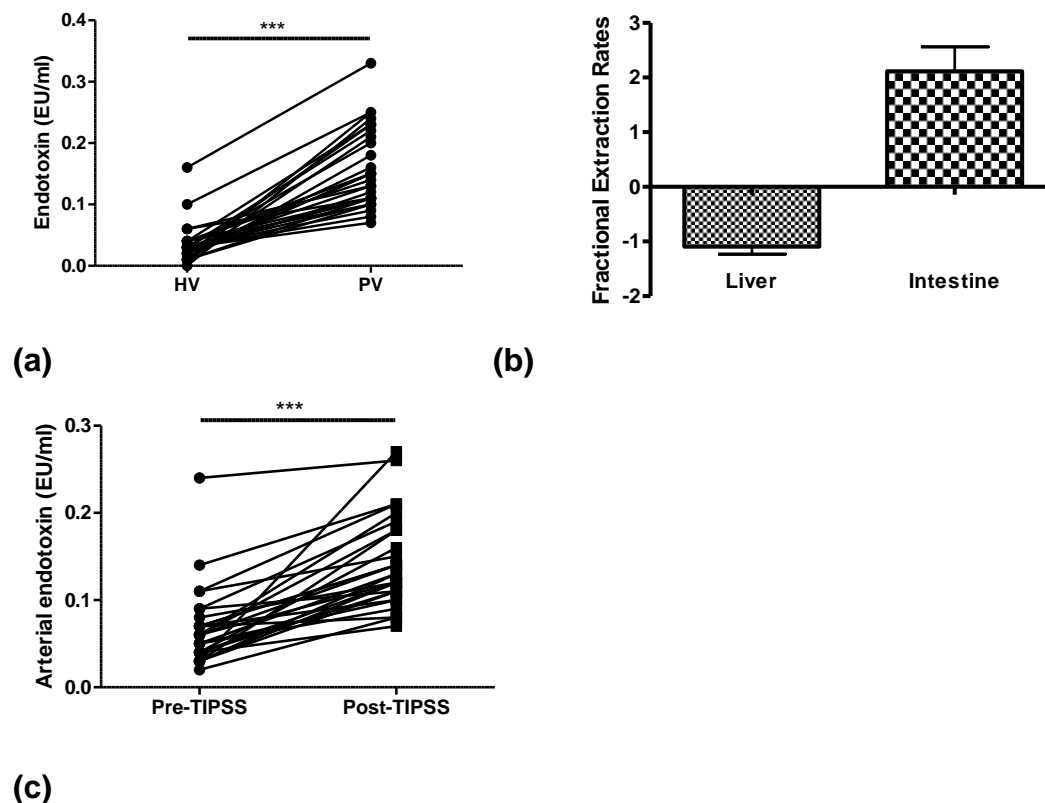 Endotoxin (EU/ml)
0.4
0.3
0.2
0.1
0.0
***
HV
PV
(a)
Fractional Extraction Rates
3
2
1
0
-1
-2
Liver
Intestine
(b)
Arterial endotoxin (EU/ml)
0.3
0.2
0.1
0.0
***
Pre-TIPSS
Post-TIPSS
(c)